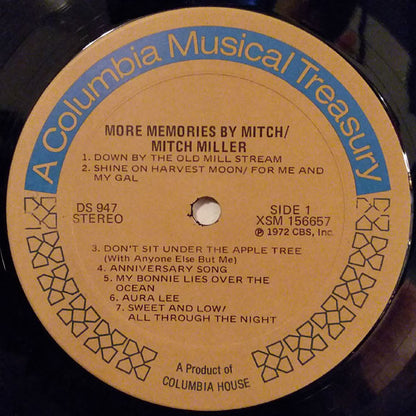 A Columbia Musical Treasury
MORE MEMORIES BY MITCH/
MITCH MILLER
1. DOWN BY THE OLD MILL STREAM
2. SHINE ON HARVEST MOON/ FOR ME AND
MY GAL
DS 947
STEREO
SIDE 1
XSM 156657
℗ 1972 CBS, Inc.
3. DON'T SIT UNDER THE APPLE TREE
(With Anyone Else But Me)
4. ANNIVERSARY SONG
5. MY BONNIE LIES OVER THE
OCEAN
6. AURA LEE
7. SWEET AND LOW/
ALL THROUGH THE NIGHT
A Product of
COLUMBIA HOUSE